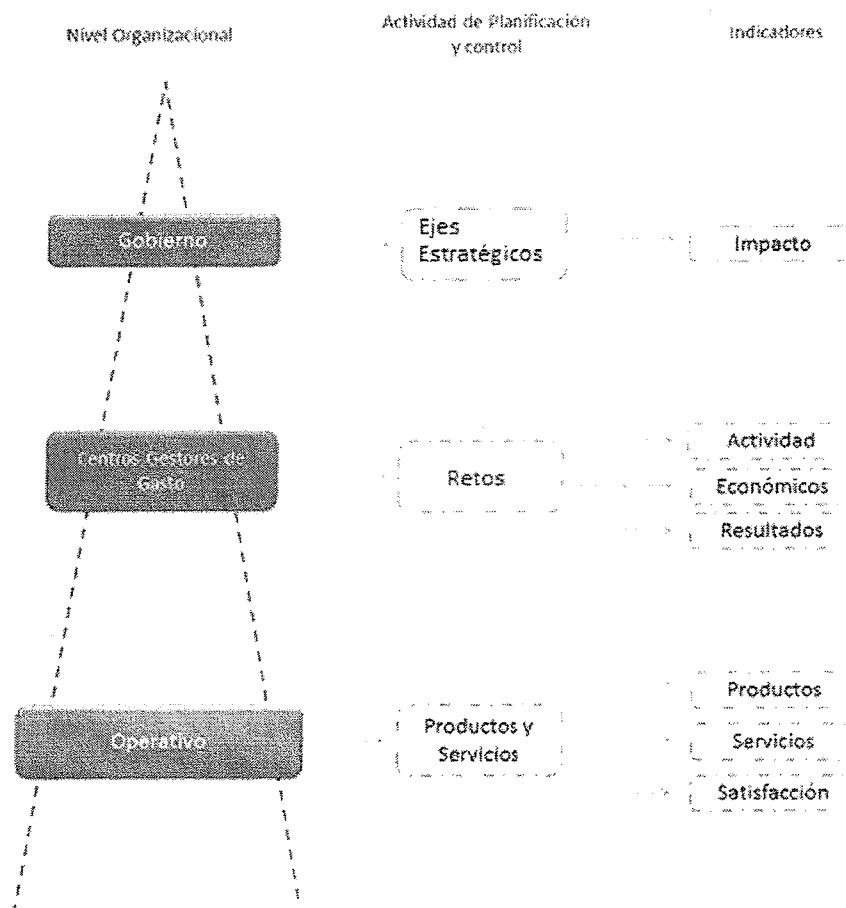 Nivel Organizacional
Actividad de Planificación
y control
Indicadores
Gobierno
Ejes
Estratégicos
Impacto
Centros Gestores de
Gasto
Retos
Actividad
Económicos
Resultados
Operativo
Productos y
Servicios
Productos
Servicios
Satisfacción